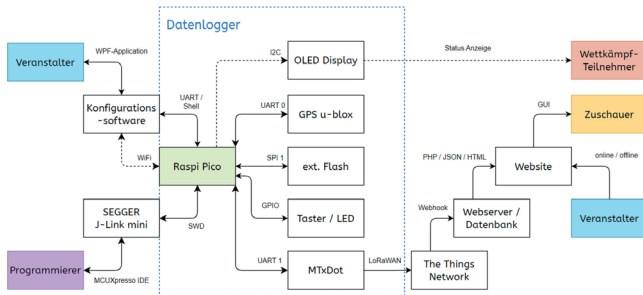 Datenlogger
I2C
OLED Display
Status Anzeige
Wettkämpf-
Teilnehmer
WPF-Application
Veranstalter
Konfigurations
-software
UART /
Shell
UART 0
GPS u-blox
GUI
Zuschauer
WiFi
Raspi Pico
SPI 1
ext. Flash
PHP / JSON / HTML
Website
online / offline
SEGGER
J-Link mini
SWD
GPIO
Taster / LED
Webhook
Webserver /
Datenbank
Veranstalter
Programmierer
MCUXpresso IDE
UART 1
MTxDot
LoRaWAN
The Things
Network